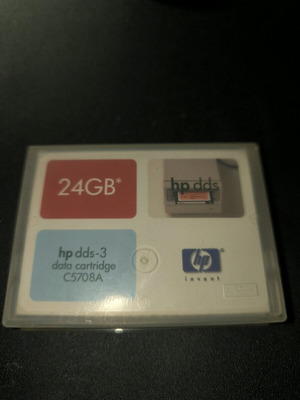 24GB*
hp dds
hp dds-3
data cartridge
C5708A
hp
invent